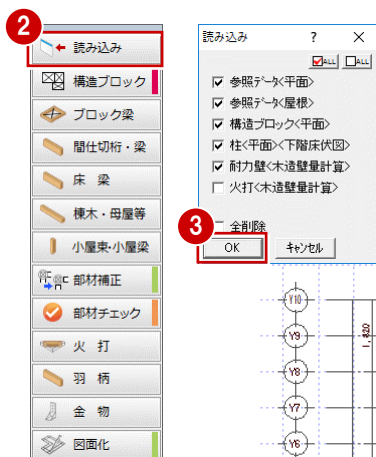 2
読み込み
構造ブロック
ブロック梁
間仕切桁・梁
床 梁
棟木・母屋等
小屋束・小屋梁
部材補正
部材チェック
火 打
羽 柄
金 物
図面化
読み込み ? ×
ALL ALL
参照ﾃﾞｰﾀ<平面>
参照ﾃﾞｰﾀ<屋根>
構造ブロック<平面>
柱<平面><下階床伏図>
耐力壁<木造壁量計算>
火打<木造壁量計算>
全削除
3
OK ｷｬﾝｾﾙ
Y10
Y9
1,820
Y8
Y7
Y6